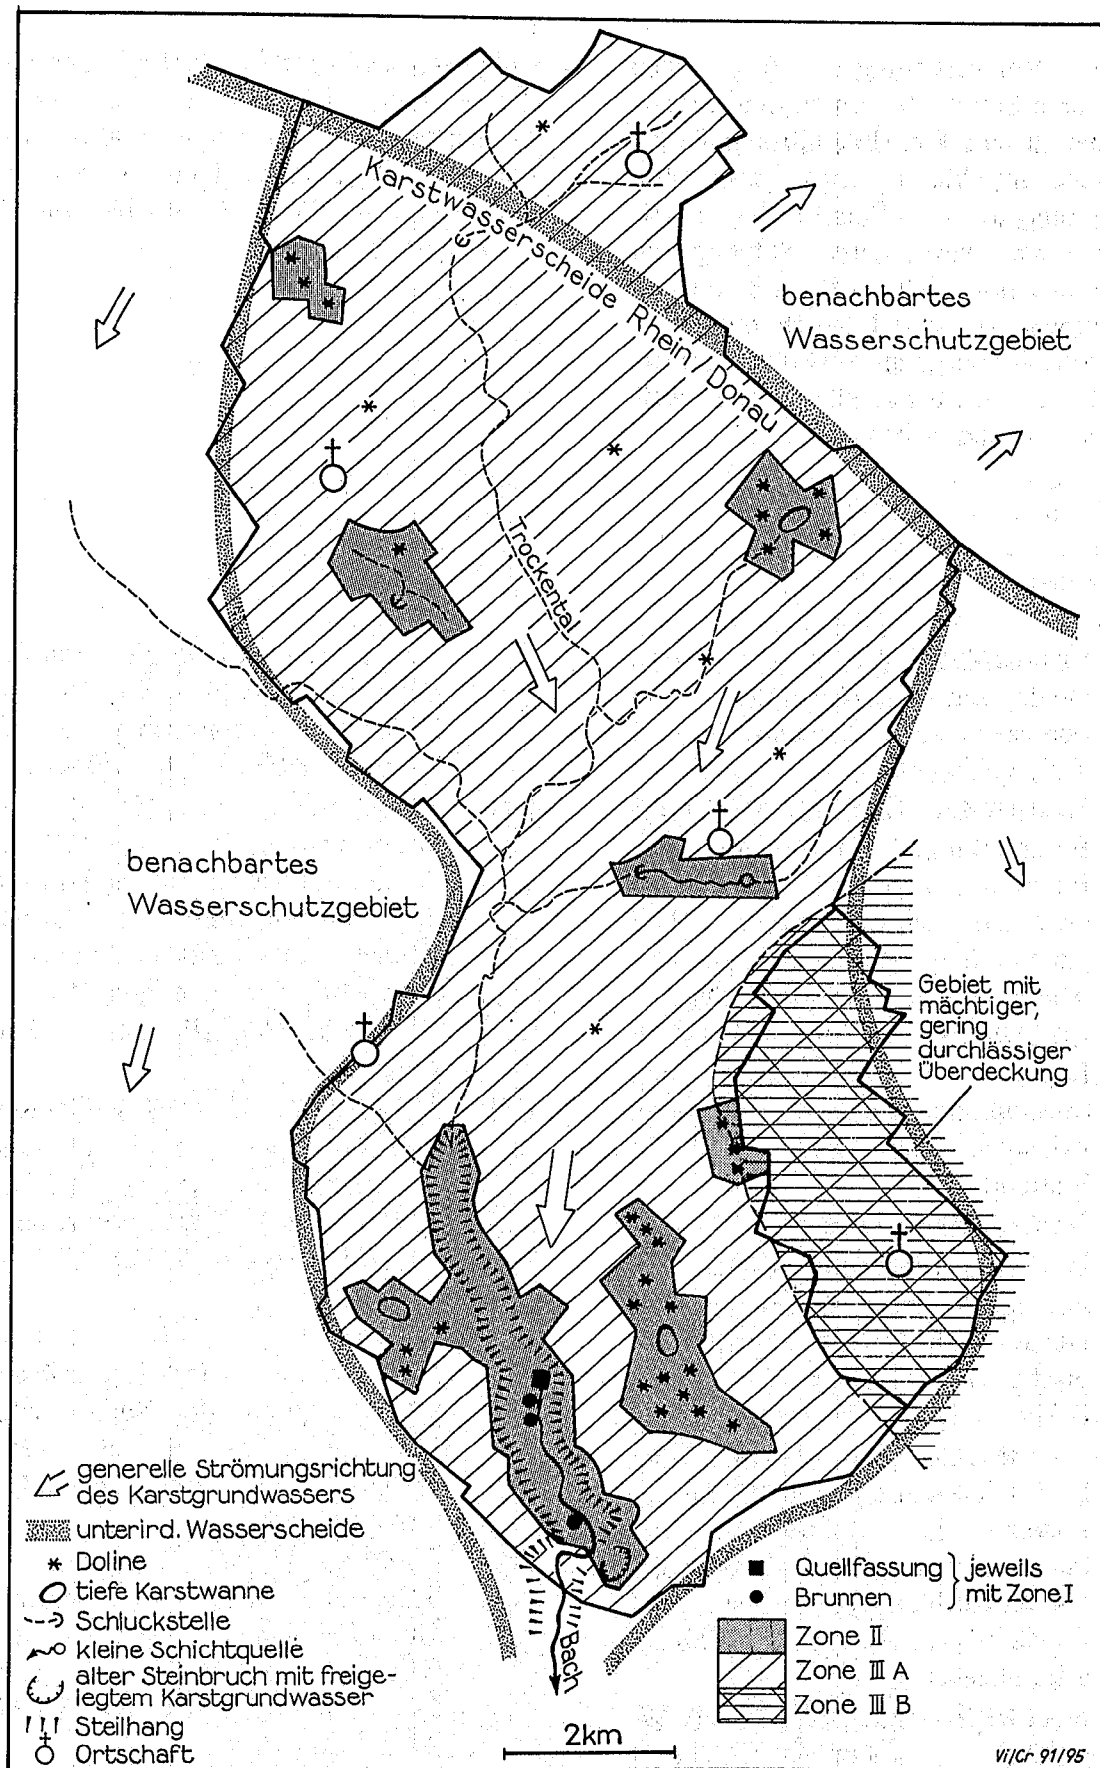 Karstwasserscheide Rhein/Donau
benachbartes
Wasserschutzgebiet
Trockental
benachbartes
Wasserschutzgebiet
Gebiet mit
mächtiger,
gering
durchlässiger
Überdeckung
generelle Strömungsrichtung
des Karstgrundwassers
unterird. Wasserscheide
Doline
tiefe Karstwanne
Schluckstelle
kleine Schichtquelle
alter Steinbruch mit freige-
legtem Karstgrundwasser
Steilhang
Ortschaft
Bach
2km
Quellfassung } jeweils
Brunnen } mit Zone I
Zone II
Zone III A
Zone III B
Vi/Cr 91/95